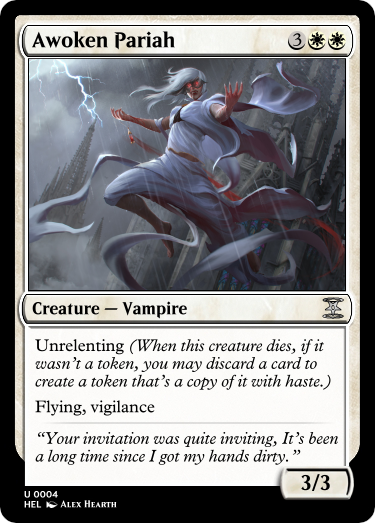 Awoken Pariah 3
Creature — Vampire
Unrelenting (When this creature dies, if it
wasn't a token, you may discard a card to
create a token that's a copy of it with haste.)
Flying, vigilance
“Your invitation was quite inviting, It's been
a long time since I got my hands dirty.”
3/3
U 0004
HEL Alex Hearth